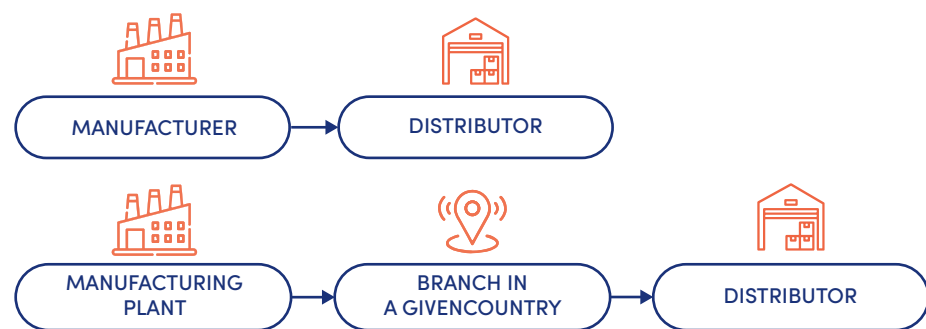 MANUFACTURER
DISTRIBUTOR
MANUFACTURING
PLANT
BRANCH IN
A GIVENCOUNTRY
DISTRIBUTOR